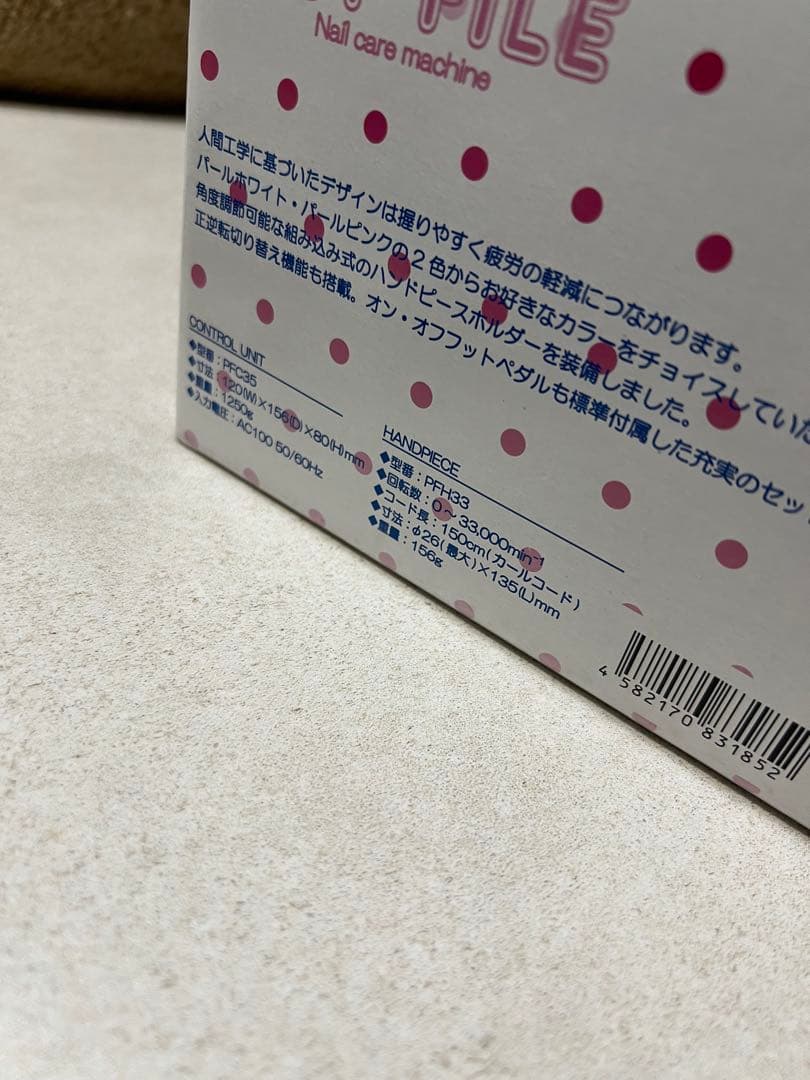 PILE
Nail care machine
人間工学に基づいたデザインは握りやすく疲労の軽減につながります。
パールホワイト・パールピンクの2色からお好きなカラーをチョイスしていた
角度調節可能な組み込み式のハンドピースホルダーを装備しました。
正逆転切り替え機能も搭載。オン・オフフットペダルも標準付属した充実のセッ
CONTROL UNIT
◆型番：PFC35
◆寸法：120(W)×156(D)×80(H)mm
◆重量：1250g
◆入力電圧：AC100 50/60Hz
HANDPIECE
◆型番：PFH33
◆回転数：0～33,000min⁻¹
◆コード長：150cm(カールコード)
◆寸法：φ26(最大)×135(L)mm
◆重量：156g
4 582170 831852